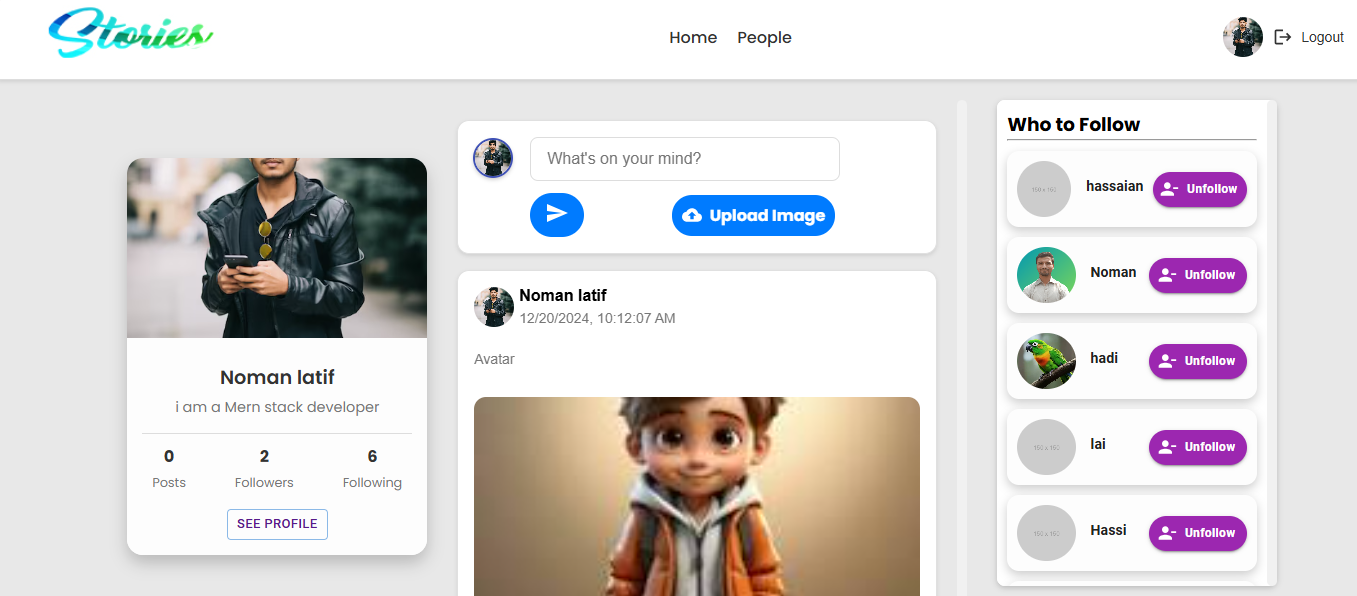 Stories
Home
People
Logout
Noman latif
i am a Mern stack developer
0
2
6
Posts
Followers
Following
SEE PROFILE
What's on your mind?
Upload Image
Noman latif
12/20/2024, 10:12:07 AM
Avatar
Who to Follow
150 x 150
hassaian
Unfollow
Noman
Unfollow
hadi
Unfollow
150 x 150
lai
Unfollow
150 x 150
Hassi
Unfollow